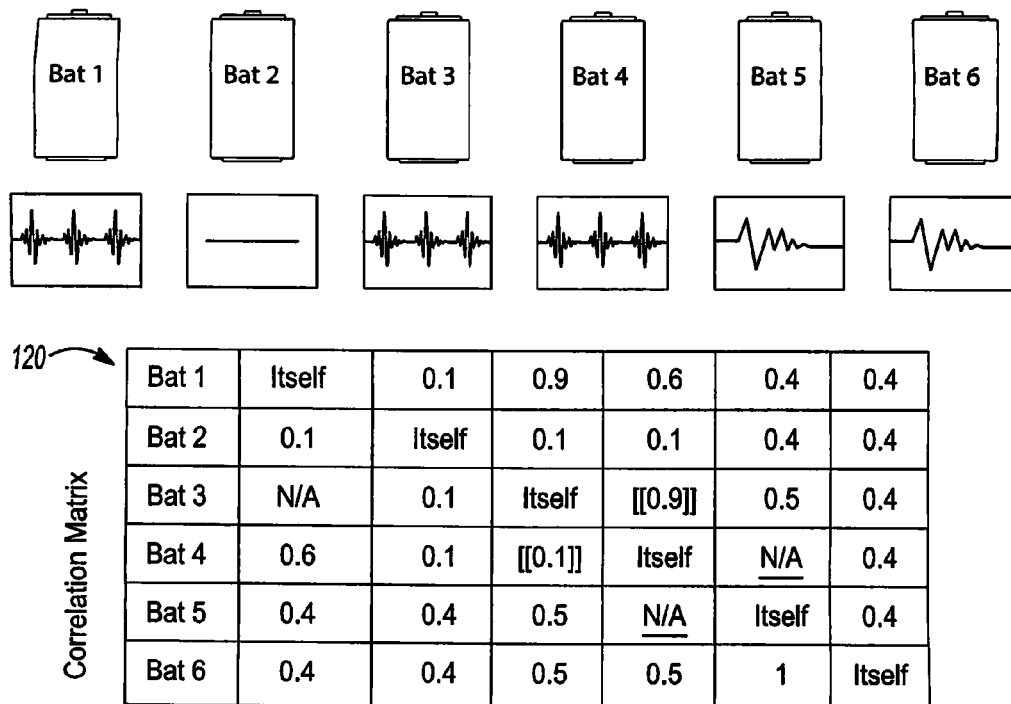 Bat 1 Bat 2 Bat 3 Bat 4 Bat 5 Bat 6
120
Correlation Matrix
Bat 1 Itself 0.1 0.9 0.6 0.4 0.4
Bat 2 0.1 Itself 0.1 0.1 0.4 0.4
Bat 3 N/A 0.1 Itself [[0.9]] 0.5 0.4
Bat 4 0.6 0.1 [[0.1]] Itself N/A 0.4
Bat 5 0.4 0.4 0.5 N/A Itself 0.4
Bat 6 0.4 0.4 0.5 0.5 1 Itself